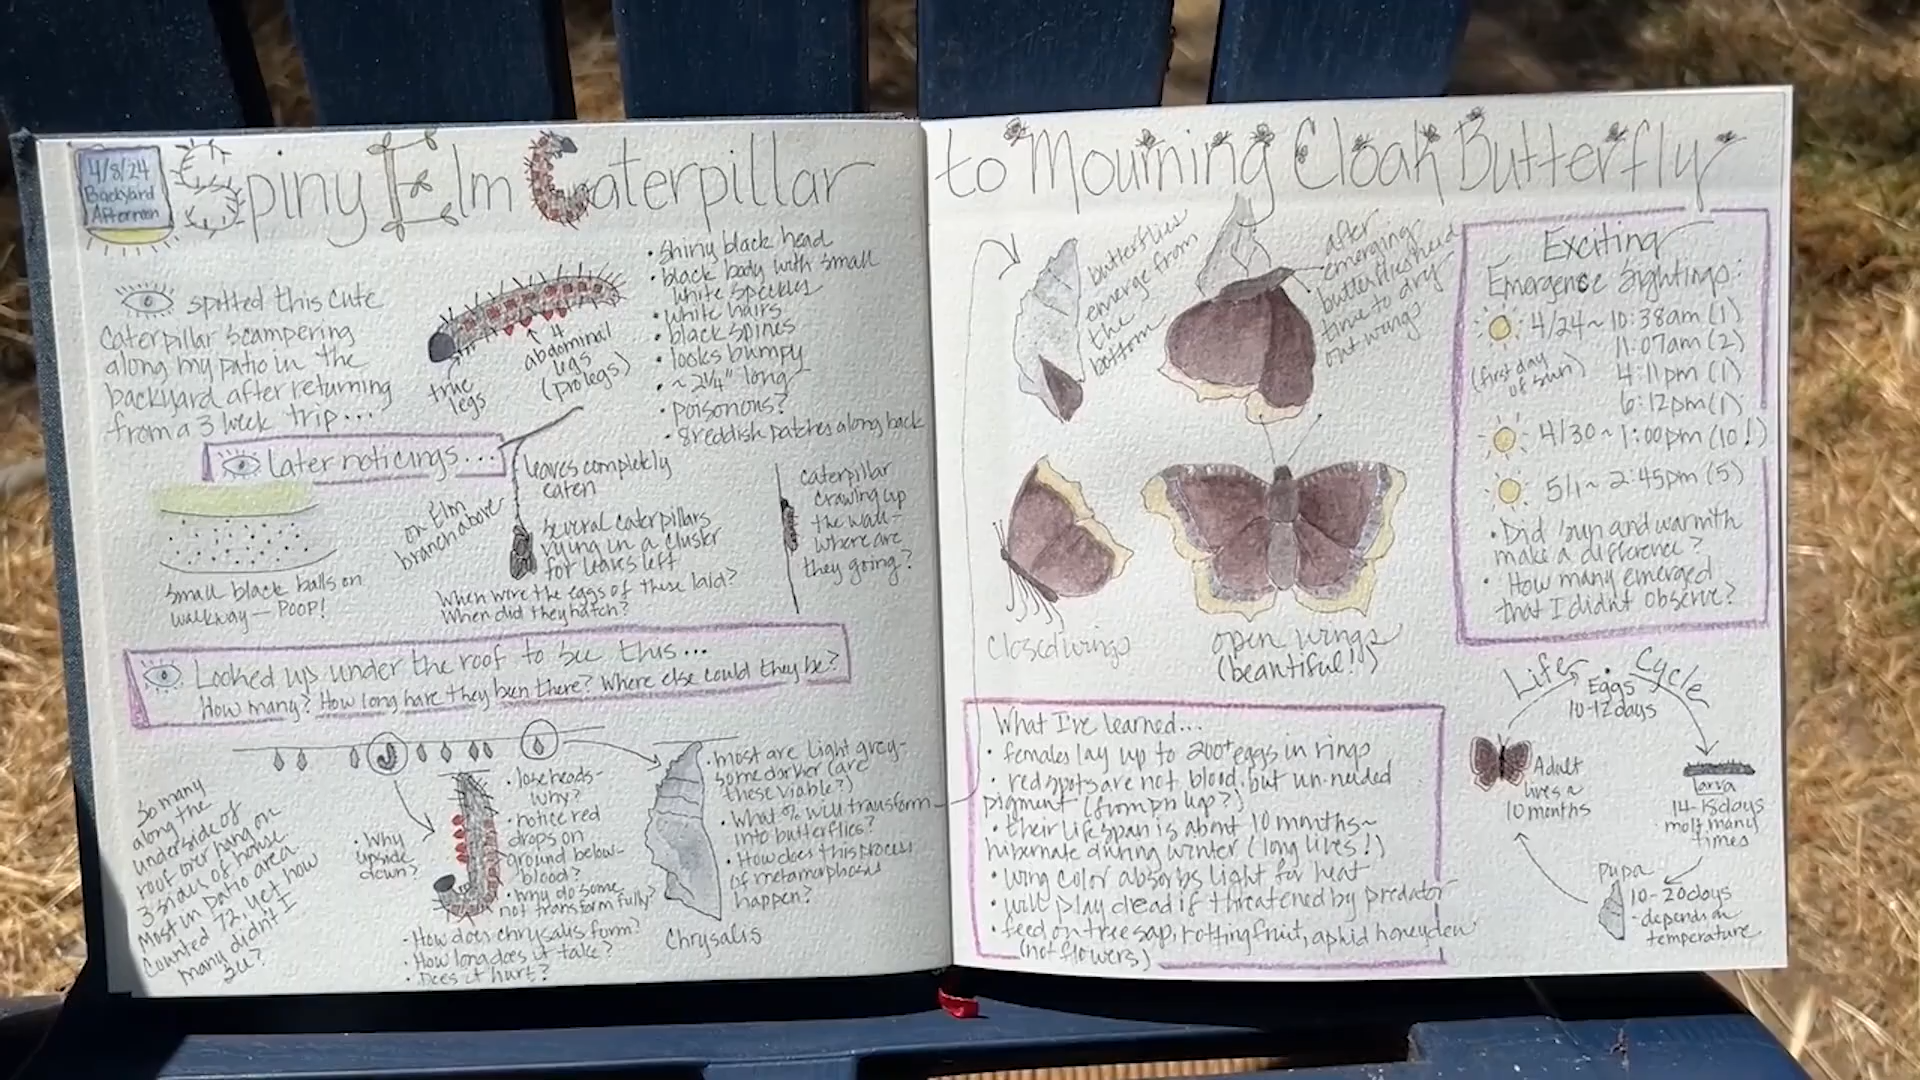 4/8/24
Backyard
Afternoon
Spiny Elm Caterpillar
spotted this cute
caterpillar scampering
along my patio in the
backyard after returning
from a 3 week trip...
true
legs
4
abdominal
legs
(prolegs)
• shiny black head
• black body with small
white speckles
• white hairs
• black spines
• looks bumpy
• ~ 2 1/4" long
• poisonous?
• 8 reddish patches along back
Later noticings...
small black balls on
walkway — POOP!
on Elm
branch above
leaves completely
eaten
Several caterpillars
vying in a cluster
for leaves left
When were the eggs of these laid?
When did they hatch?
Caterpillar
crawling up
the wall -
where are
they going?
Looked up under the roof to see this...
How many? How long have they been there? Where else could they be?
So many
along the
underside of
roof overhang on
3 sides of house
Most in patio area.
Counted 72, yet how
many didn't I
see?
• Why
upside
down?
• lose heads -
why?
• notice red
drops on
ground below -
blood?
• Why do some
not transform fully?
• How does chrysalis form?
• How long does it take?
• Does it hurt?
Chrysalis
• most are light grey -
some darker (are
these viable?)
• What % will transform
into butterflies?
• How does this process
of metamorphosis
happen?
to Mourning Cloak Butterfly
butterflies
emerge from
the
bottom
after
emerging
butterflies need
time to dry
out wings
closed wings
open wings
(beautiful!!)
Exciting
Emergence Sightings:
4/24 ~ 10:38am (1)
11:07am (2)
(first day
of sun)
4:11pm (1)
6:12pm (1)
4/30 ~ 1:00pm (10!)
5/1 ~ 2:45pm (5)
• Did sun and warmth
make a difference?
• How many emerged
that I didn't observe?
What I've learned...
• females lay up to 200+ eggs in rings
• red spots are not blood, but un-needed
pigment (from pupa?)
• their lifespan is about 10 months ~
hibernate during winter (long lives!)
• wing color absorbs light for heat
• will play dead if threatened by predator
• feed on tree sap, rotting fruit, aphid honeydew
(not flowers)
Life Cycle
Eggs
10-12 days
Larva
14-18 days
molt many
times
pupa
10-20 days
- depends on
temperature
Adult
lives ~
10 months